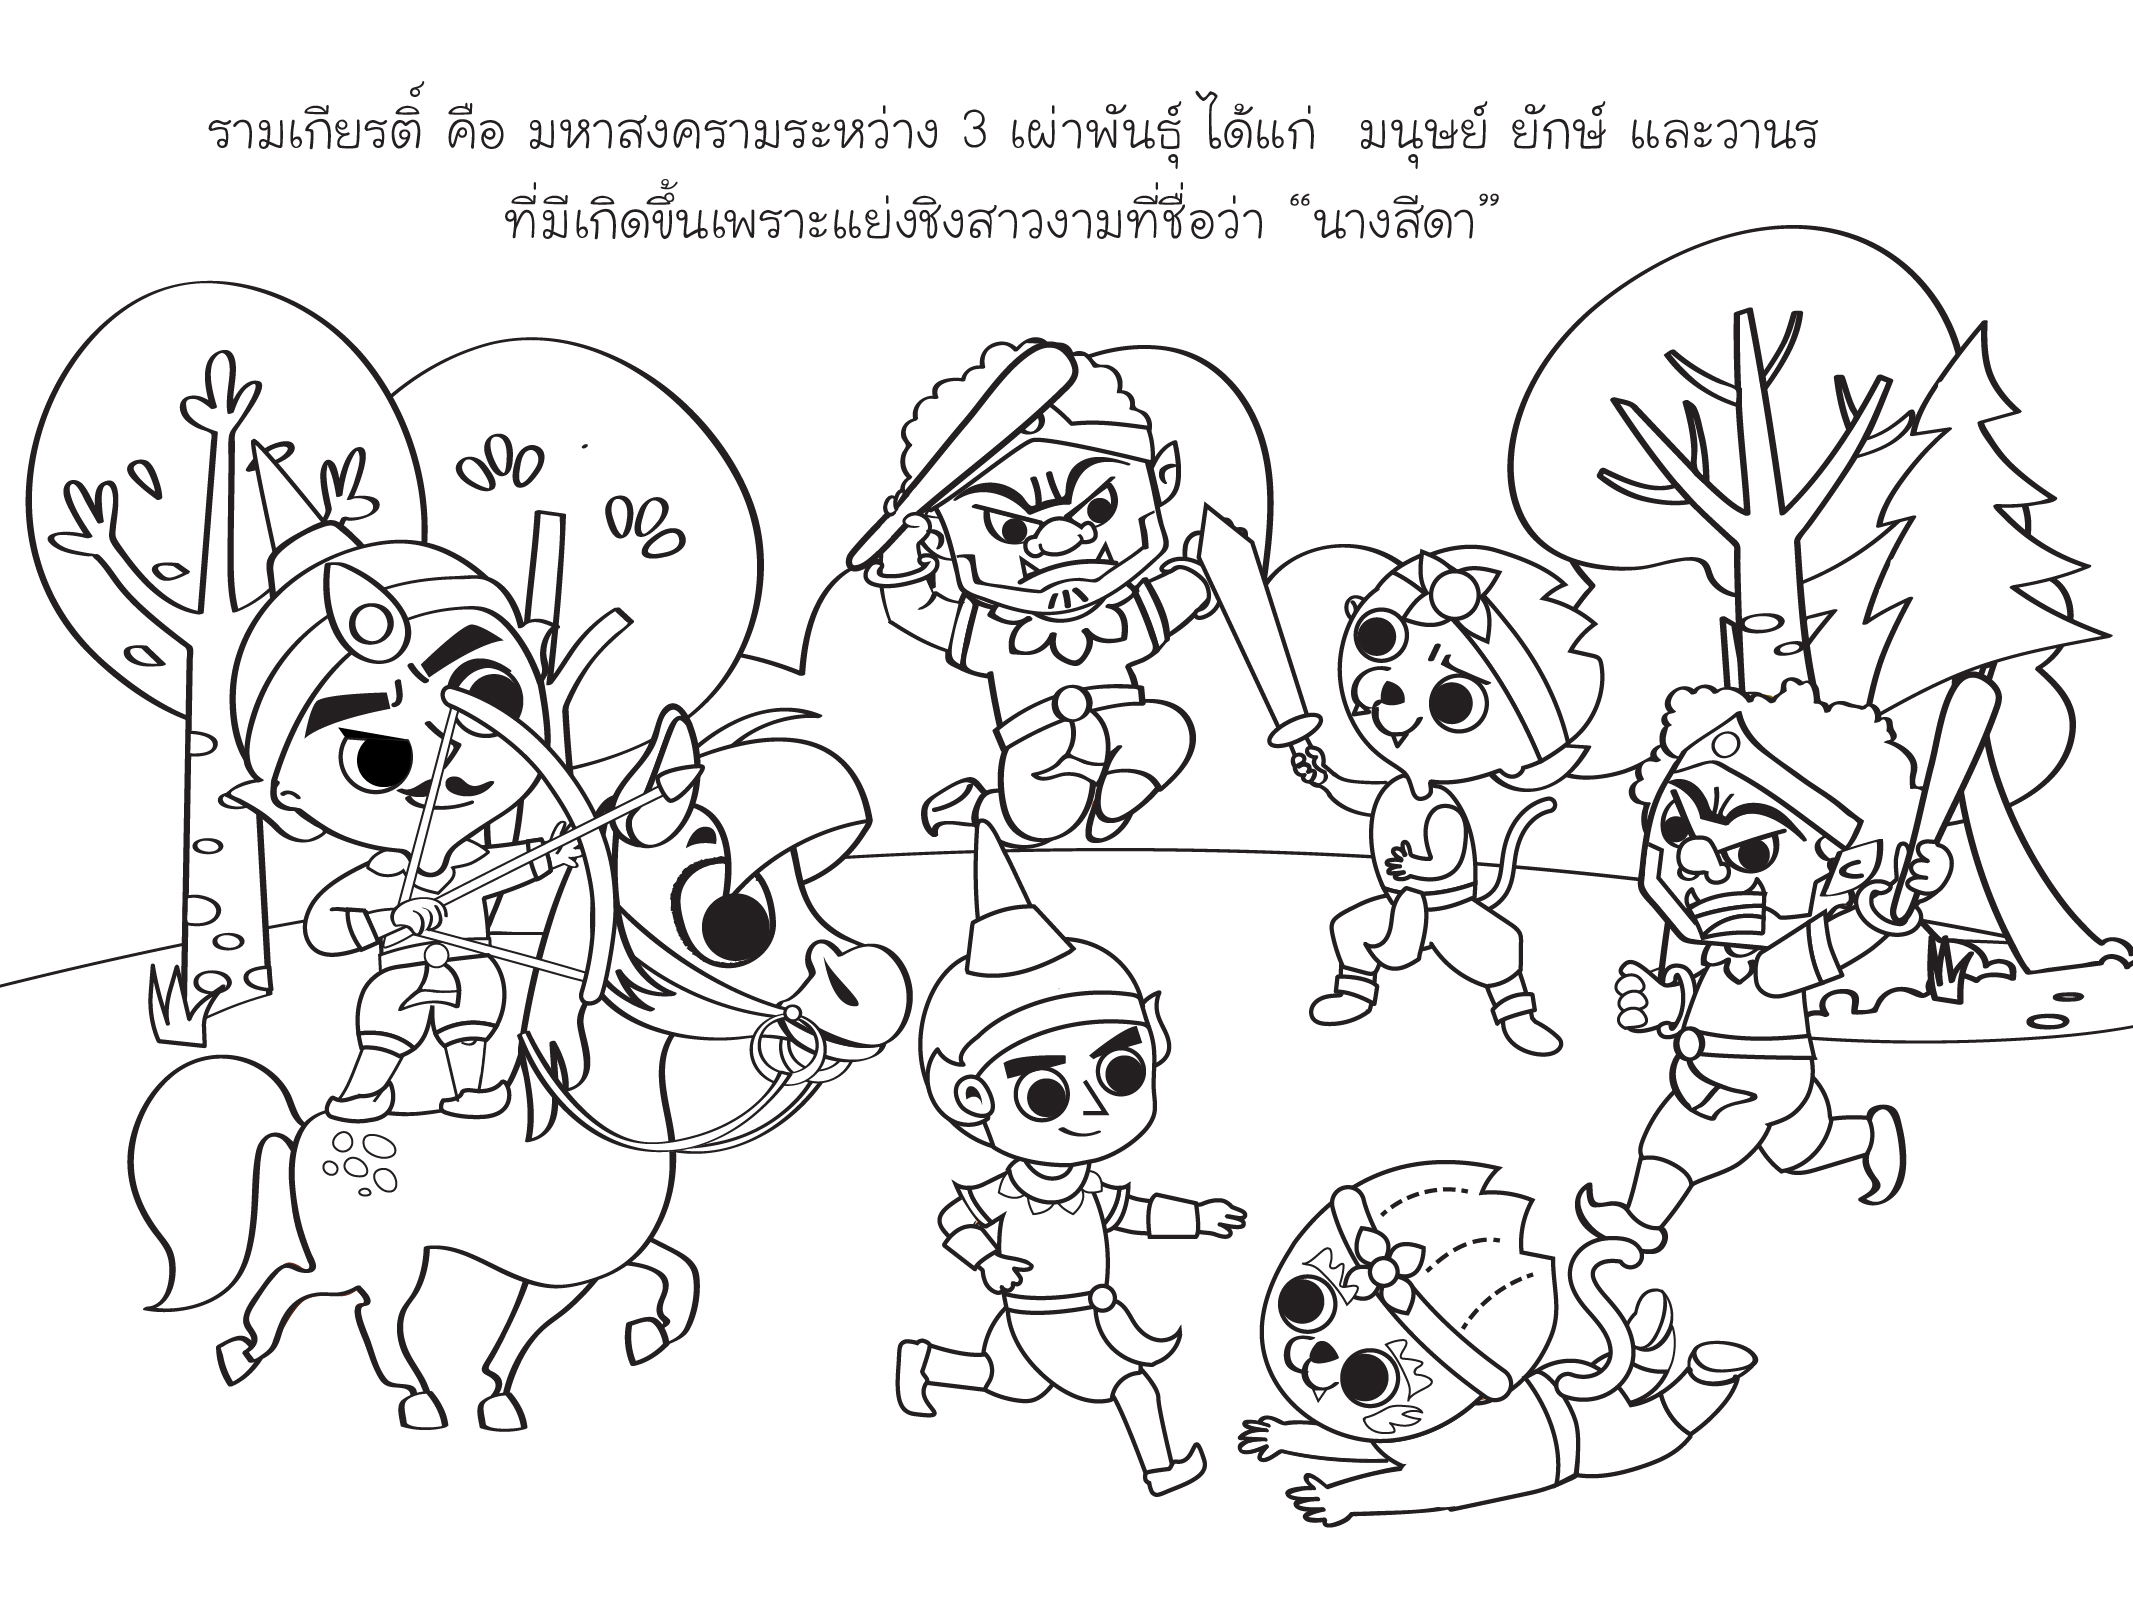 รามเกียรติ์ คือ มหาสงครามระหว่าง 3 เผ่าพันธุ์ ได้แก่ มนุษย์ ยักษ์ และวานร
ที่มีเกิดขึ้นเพราะแย่งชิงสาวงามที่ชื่อว่า “นางสีดา”